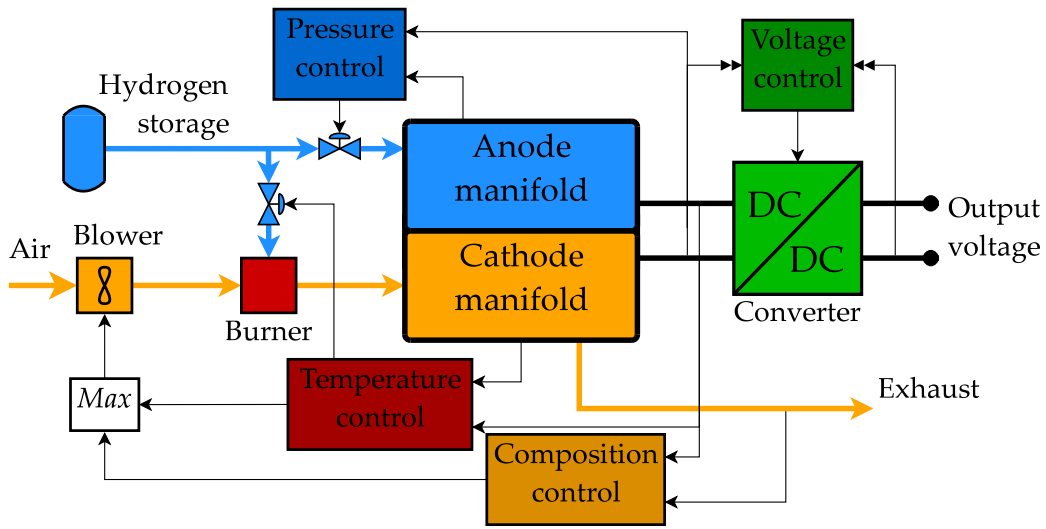 Pressure
control
Voltage
control
Hydrogen
storage
Anode
manifold
DC
DC
Output
voltage
Converter
Air
Blower
Burner
Cathode
manifold
Max
Temperature
control
Exhaust
Composition
control